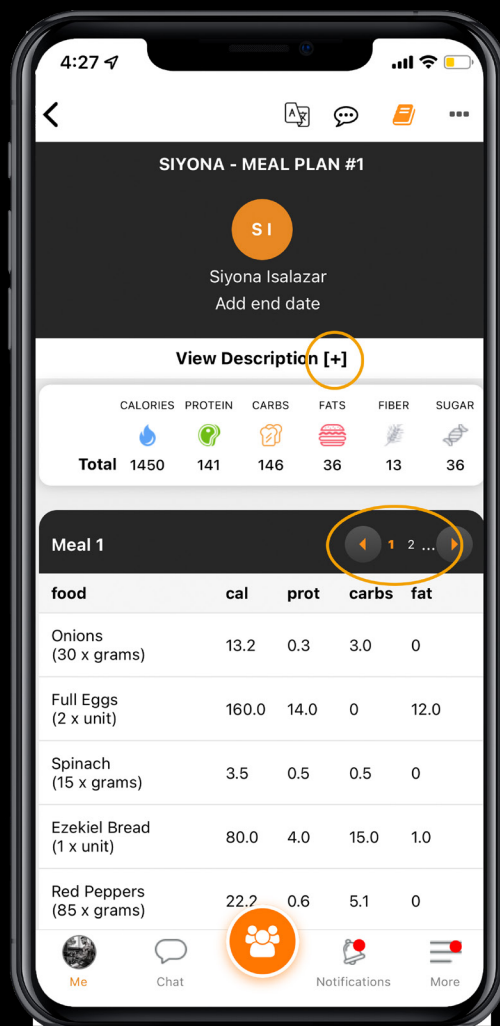 4:27
SIYONA - MEAL PLAN #1
S I
Siyona Isalazar
Add end date
View Description [+]
CALORIES PROTEIN CARBS FATS FIBER SUGAR
Total 1450 141 146 36 13 36
Meal 1 1 2 ...
food cal prot carbs fat
Onions
(30 x grams) 13.2 0.3 3.0 0
Full Eggs
(2 x unit) 160.0 14.0 0 12.0
Spinach
(15 x grams) 3.5 0.5 0.5 0
Ezekiel Bread
(1 x unit) 80.0 4.0 15.0 1.0
Red Peppers
(85 x grams) 22.2 0.6 5.1 0
Me Chat Notifications More